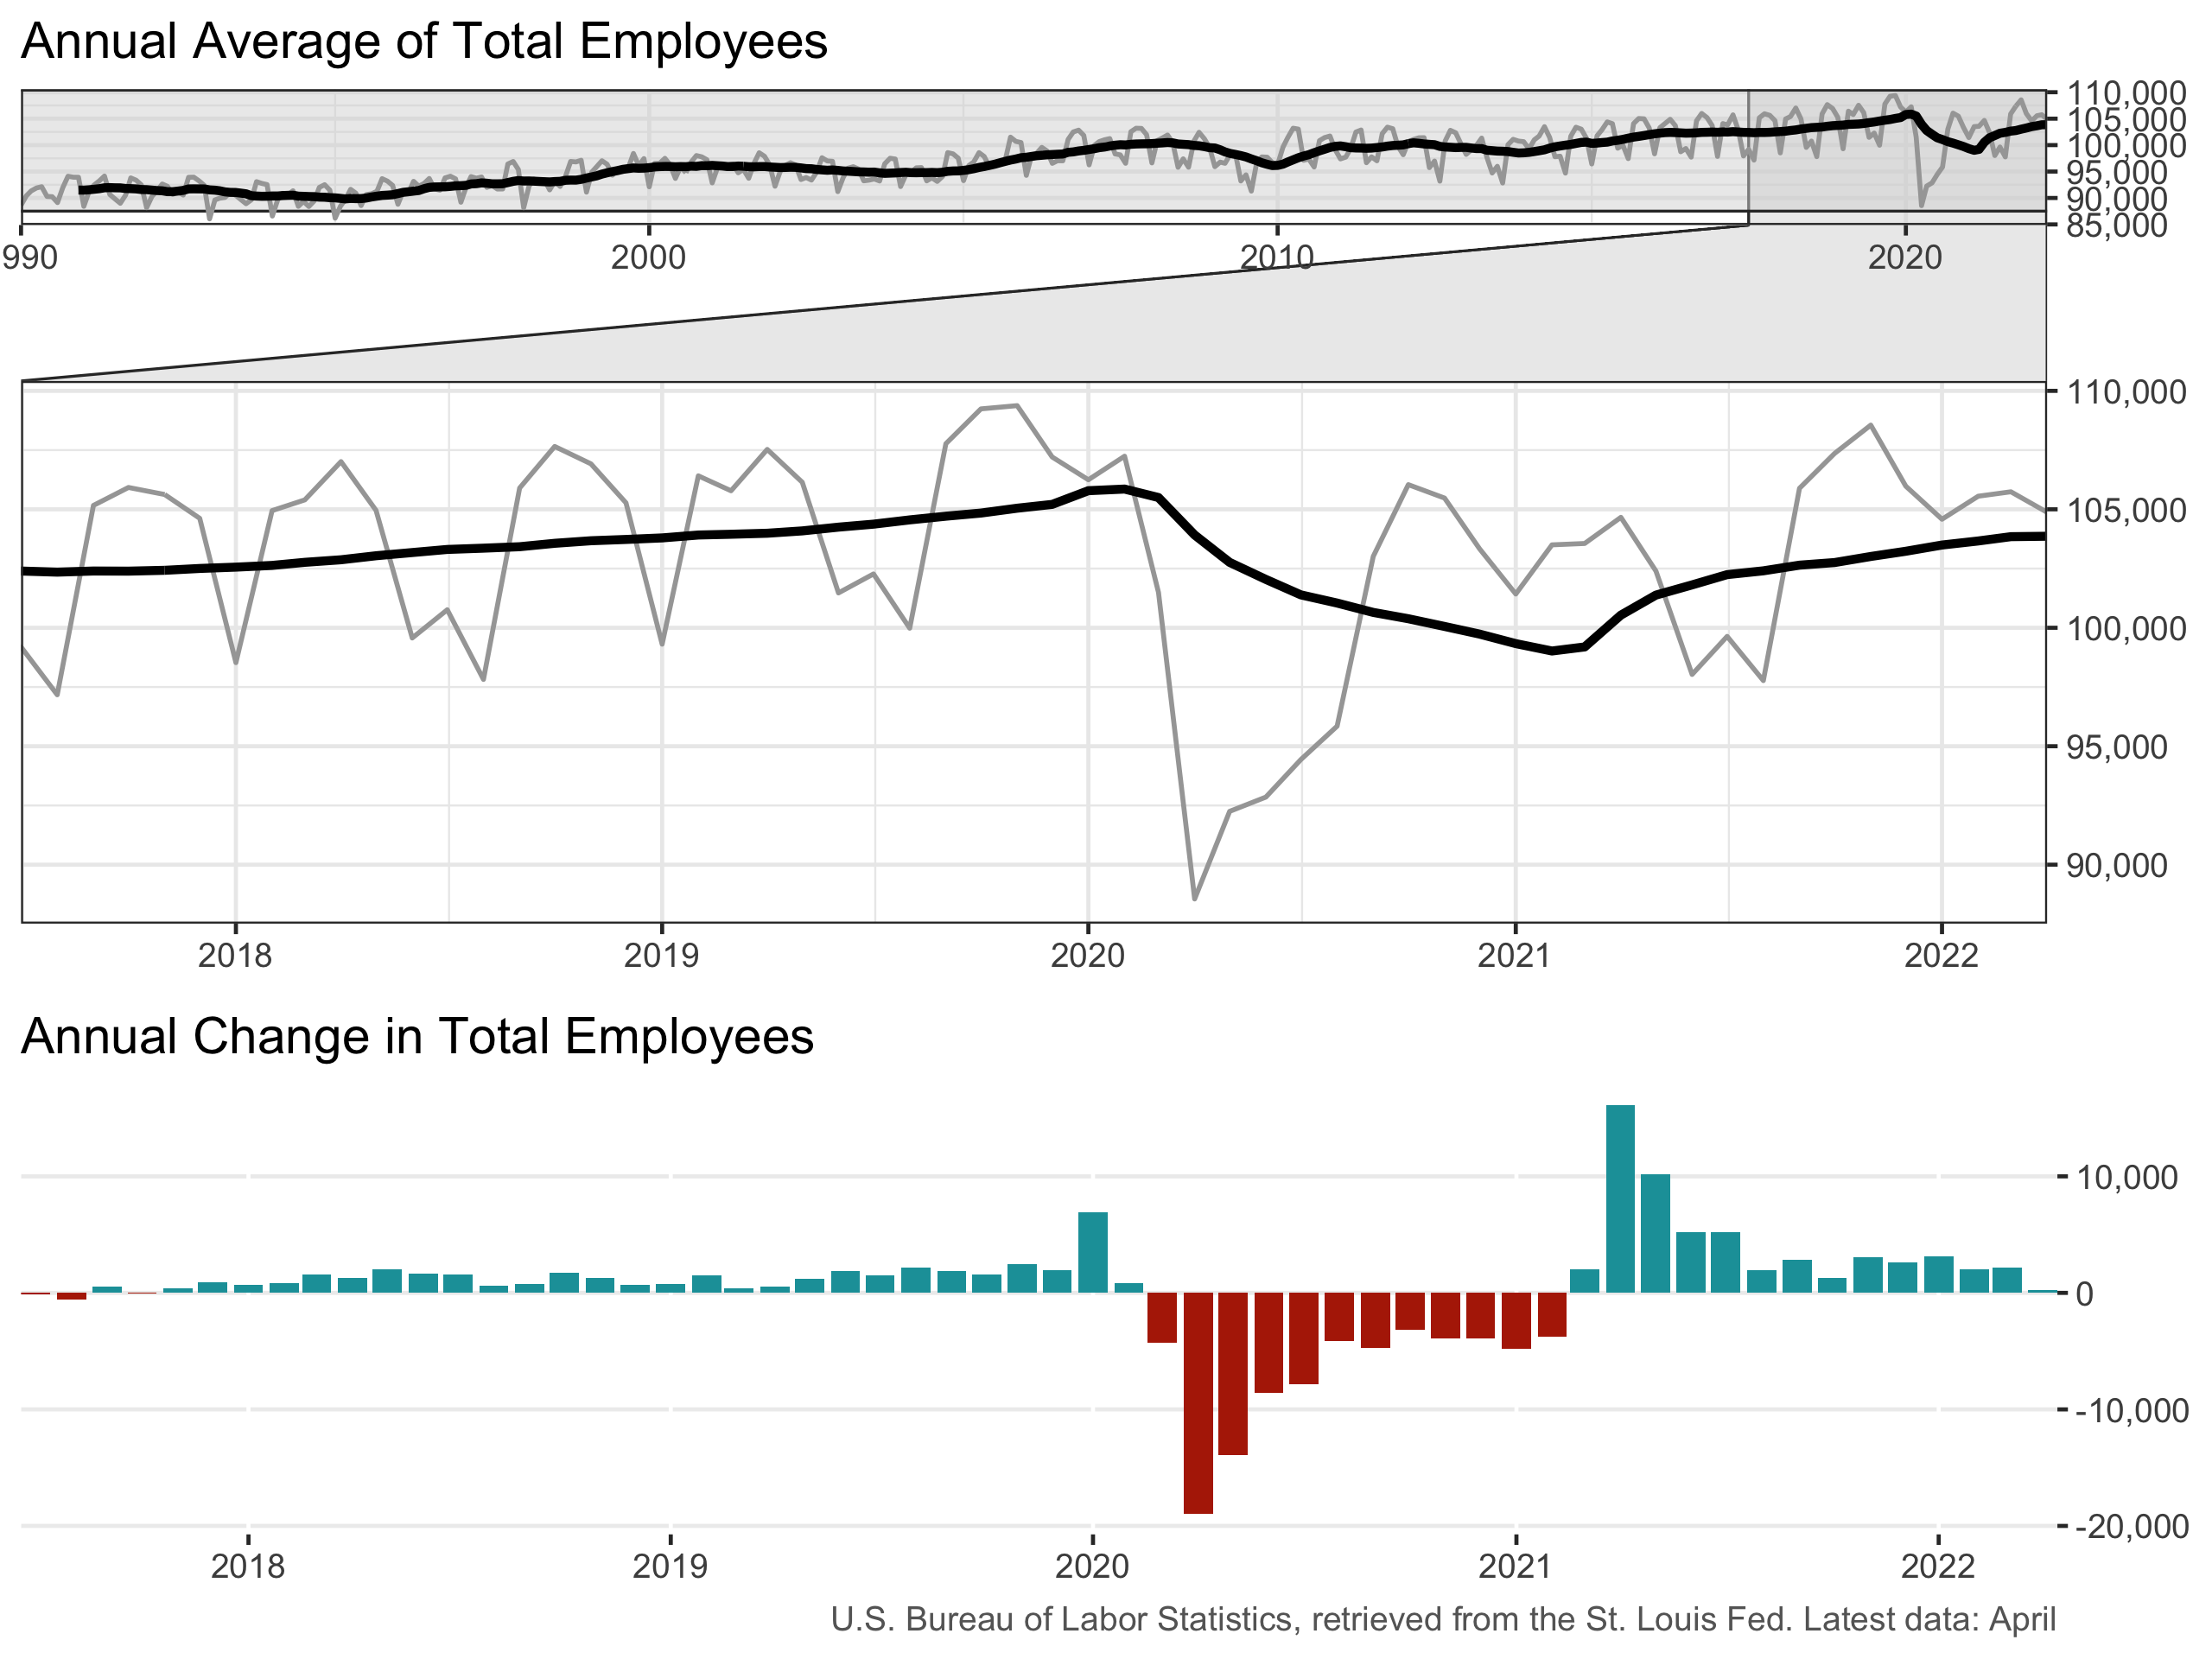 Annual Average of Total Employees
110,000
105,000
100,000
95,000
90,000
85,000
990 2000 2010 2020
110,000
105,000
100,000
95,000
90,000
2018 2019 2020 2021 2022
Annual Change in Total Employees
10,000
0
-10,000
-20,000
2018 2019 2020 2021 2022
U.S. Bureau of Labor Statistics, retrieved from the St. Louis Fed. Latest data: April